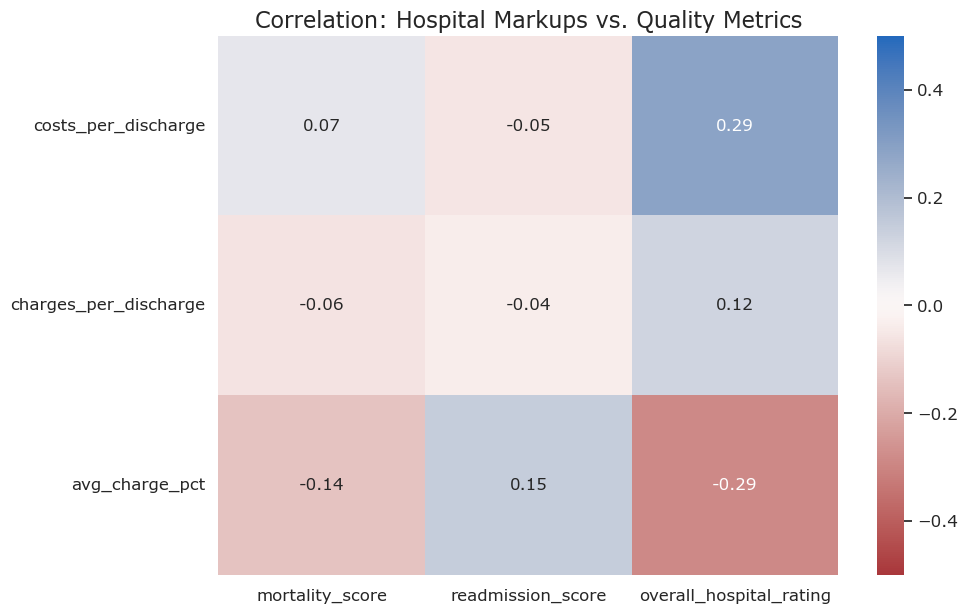 Correlation: Hospital Markups vs. Quality Metrics
costs_per_discharge 0.07 -0.05 0.29
charges_per_discharge -0.06 -0.04 0.12
avg_charge_pct -0.14 0.15 -0.29
mortality_score readmission_score overall_hospital_rating
0.4
0.2
0.0
−0.2
−0.4